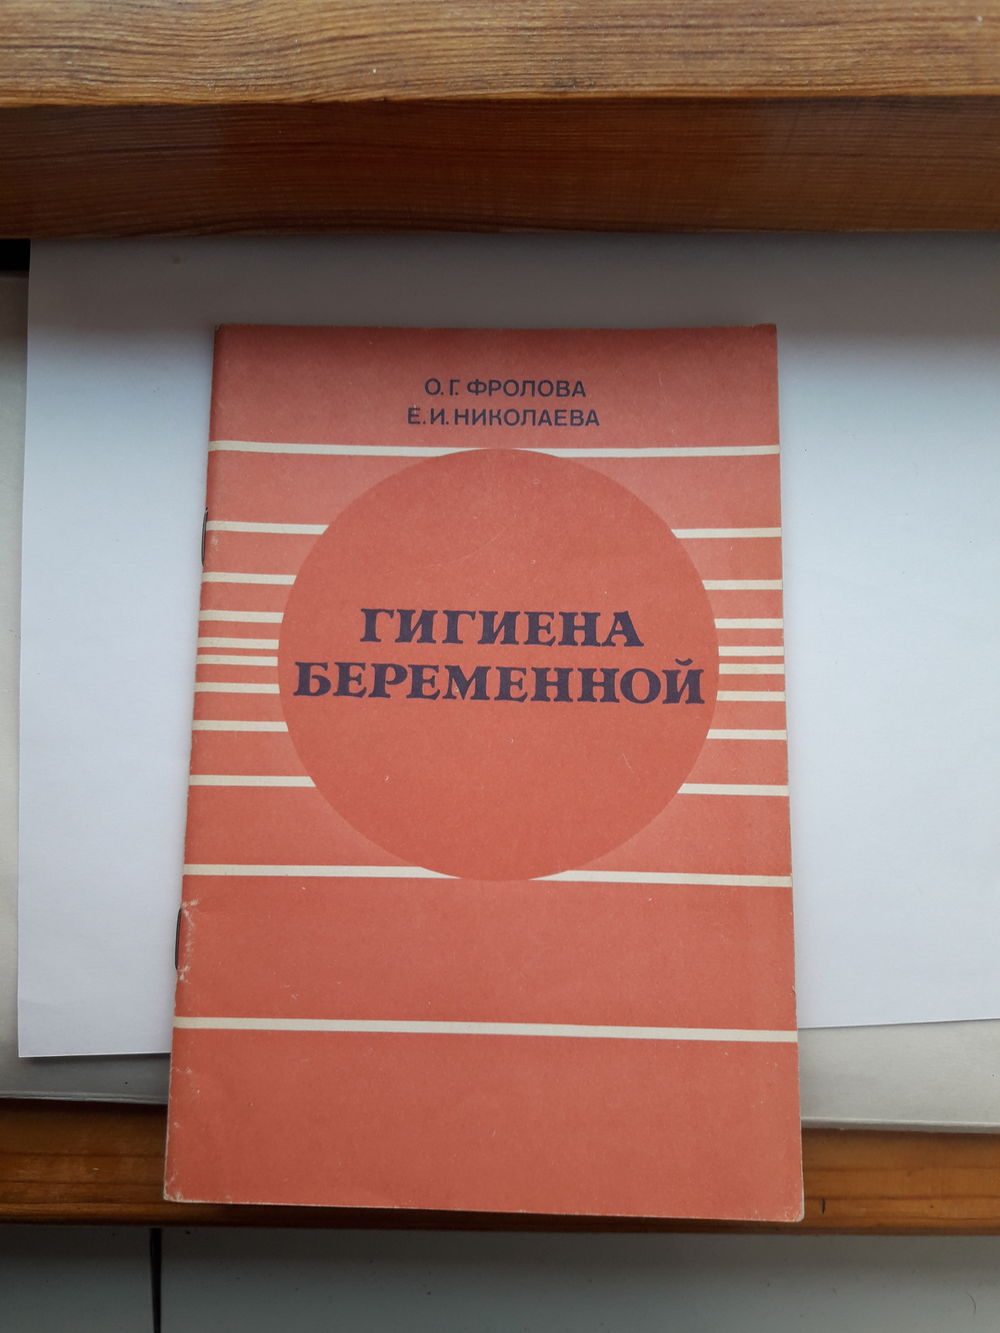 О.Г. ФРОЛОВА
Е.И. НИКОЛАЕВА
ГИГИЕНА
БЕРЕМЕННОЙ